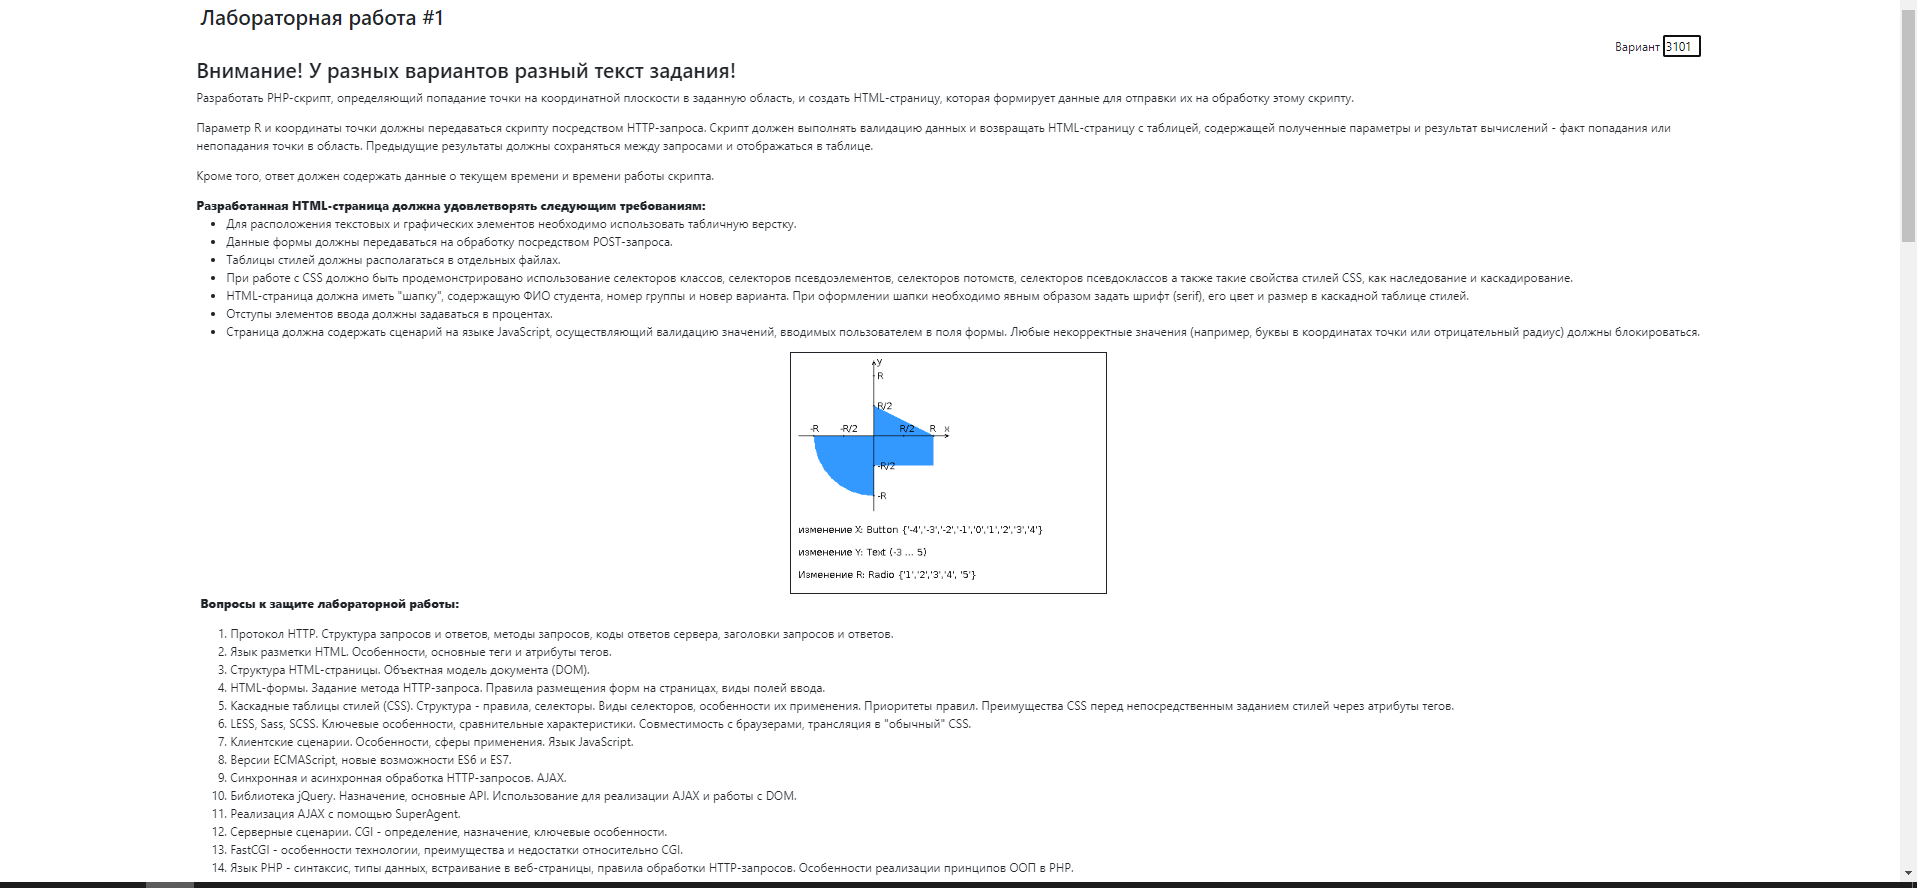 Лабораторная работа #1
Вариант 3101
Внимание! У разных вариантов разный текст задания!
Разработать PHP-скрипт, определяющий попадание точки на координатной плоскости в заданную область, и создать HTML-страницу, которая формирует данные для отправки их на обработку этому скрипту.
Параметр R и координаты точки должны передаваться скрипту посредством HTTP-запроса. Скрипт должен выполнять валидацию данных и возвращать HTML-страницу с таблицей, содержащей полученные параметры и результат вычислений - факт попадания или
непопадания точки в область. Предыдущие результаты должны сохраняться между запросами и отображаться в таблице.
Кроме того, ответ должен содержать данные о текущем времени и времени работы скрипта.
Разработанная HTML-страница должна удовлетворять следующим требованиям:
• Для расположения текстовых и графических элементов необходимо использовать табличную верстку.
• Данные формы должны передаваться на обработку посредством POST-запроса.
• Таблицы стилей должны располагаться в отдельных файлах.
• При работе с CSS должно быть продемонстрировано использование селекторов классов, селекторов псевдоэлементов, селекторов потомств, селекторов псевдоклассов а также такие свойства стилей CSS, как наследование и каскадирование.
• HTML-страница должна иметь "шапку", содержащую ФИО студента, номер группы и новер варианта. При оформлении шапки необходимо явным образом задать шрифт (serif), его цвет и размер в каскадной таблице стилей.
• Отступы элементов ввода должны задаваться в процентах.
• Страница должна содержать сценарий на языке JavaScript, осуществляющий валидацию значений, вводимых пользователем в поля формы. Любые некорректные значения (например, буквы в координатах точки или отрицательный радиус) должны блокироваться.
y
R
R/2
-R -R/2 R/2 R x
-R/2
-R
изменение X: Button {'-4','-3','-2','-1','0','1','2','3','4'}
изменение Y: Text (-3 ... 5)
Изменение R: Radio {'1','2','3','4', '5'}
Вопросы к защите лабораторной работы:
1. Протокол HTTP. Структура запросов и ответов, методы запросов, коды ответов сервера, заголовки запросов и ответов.
2. Язык разметки HTML. Особенности, основные теги и атрибуты тегов.
3. Структура HTML-страницы. Объектная модель документа (DOM).
4. HTML-формы. Задание метода HTTP-запроса. Правила размещения форм на страницах, виды полей ввода.
5. Каскадные таблицы стилей (CSS). Структура - правила, селекторы. Виды селекторов, особенности их применения. Приоритеты правил. Преимущества CSS перед непосредственным заданием стилей через атрибуты тегов.
6. LESS, Sass, SCSS. Ключевые особенности, сравнительные характеристики. Совместимость с браузерами, трансляция в "обычный" CSS.
7. Клиентские сценарии. Особенности, сферы применения. Язык JavaScript.
8. Версии ECMAScript, новые возможности ES6 и ES7.
9. Синхронная и асинхронная обработка HTTP-запросов. AJAX.
10. Библиотека jQuery. Назначение, основные API. Использование для реализации AJAX и работы с DOM.
11. Реализация AJAX с помощью SuperAgent.
12. Серверные сценарии. CGI - определение, назначение, ключевые особенности.
13. FastCGI - особенности технологии, преимущества и недостатки относительно CGI.
14. Язык PHP - синтаксис, типы данных, встраивание в веб-страницы, правила обработки HTTP-запросов. Особенности реализации принципов ООП в PHP.